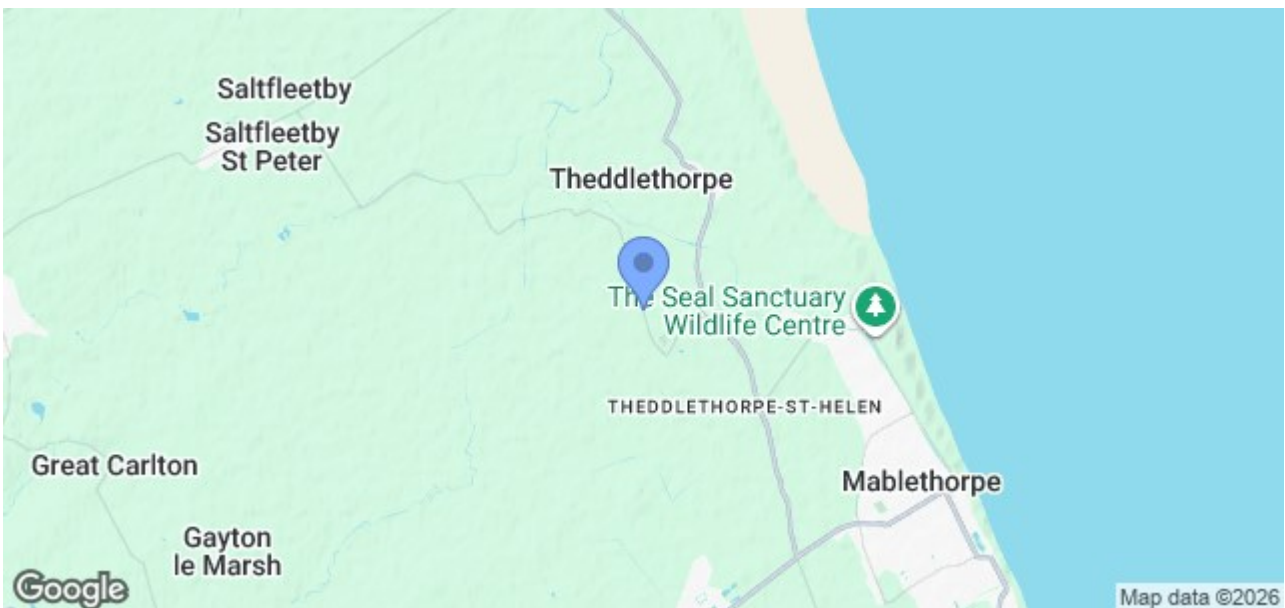 Saltfleetby
Saltfleetby
St Peter
Theddlethorpe
The Seal Sanctuary
Wildlife Centre
THEDDLETHORPE-ST-HELEN
Great Carlton
Mablethorpe
Gayton
le Marsh
Google
Map data ©2026